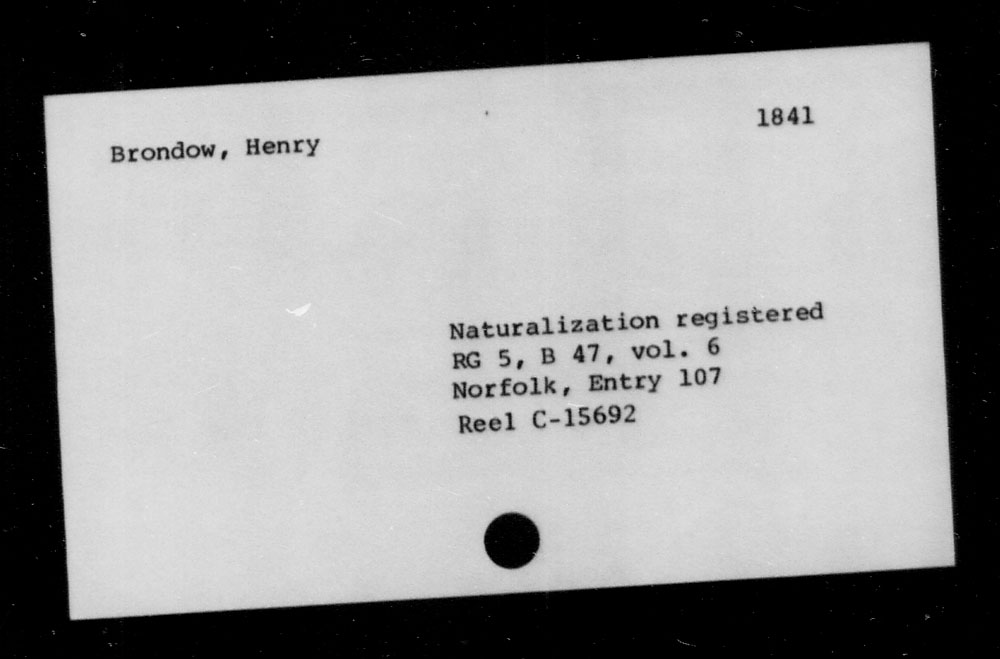 Brondow, Henry
1841
Naturalization registered
RG 5, B 47, vol. 6
Norfolk, Entry 107
Reel C-15692